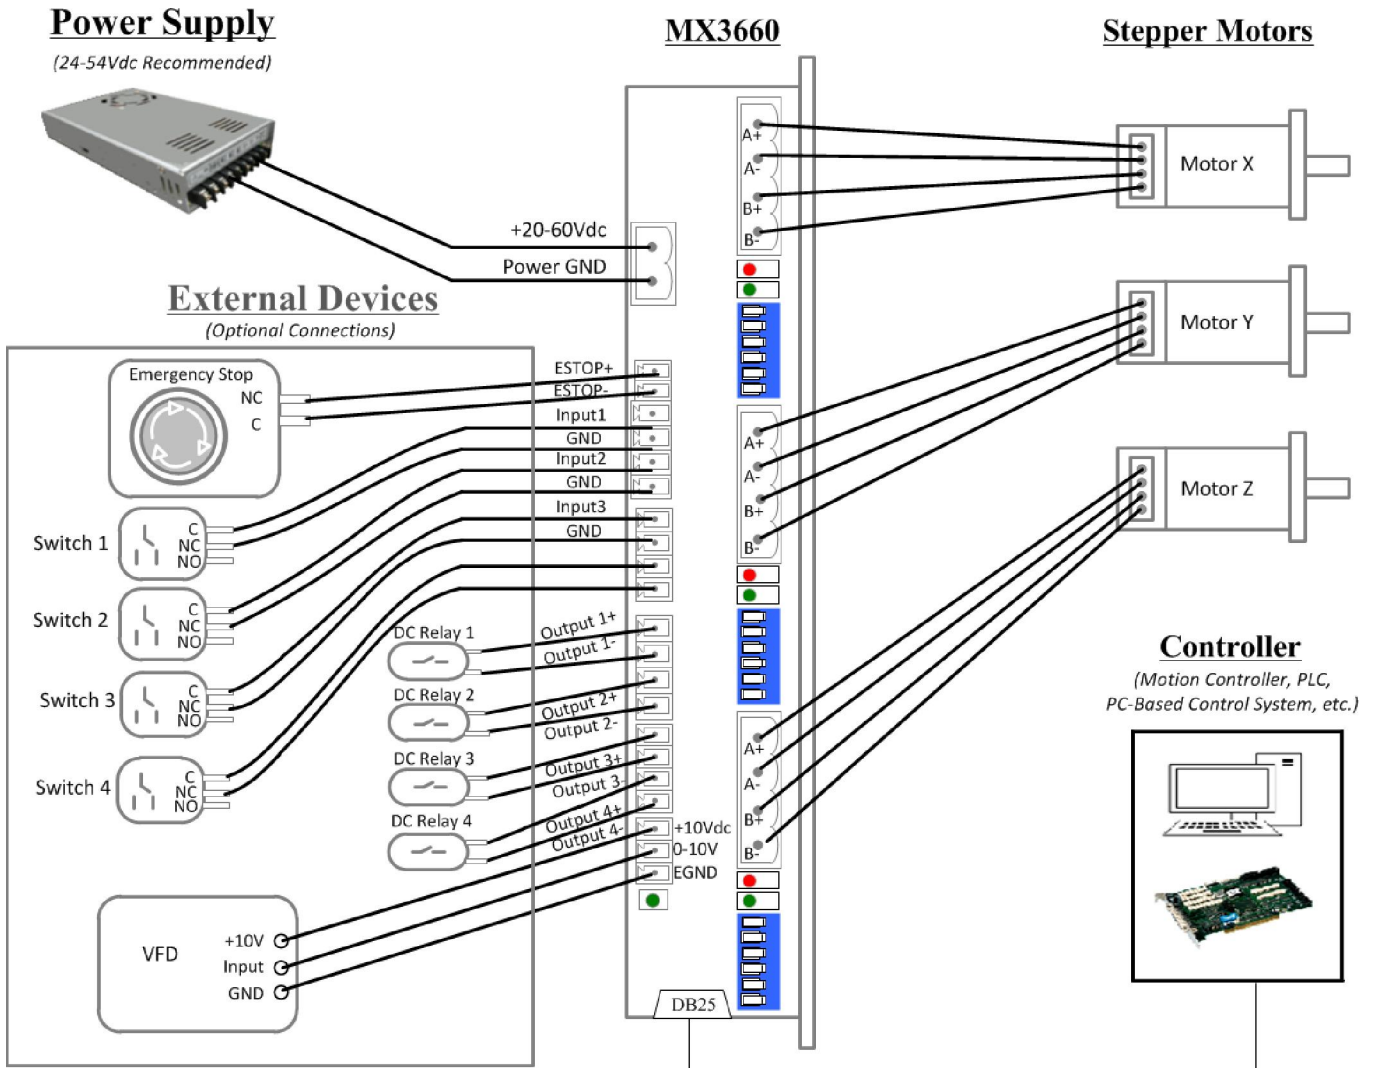 Power Supply
(24-54Vdc Recommended)
MX3660
Stepper Motors
A+
A-
B+
B-
Motor X
+20-60Vdc
Power GND
External Devices
(Optional Connections)
Emergency Stop
NC
C
ESTOP+
ESTOP-
Input1
GND
Input2
GND
Input3
GND
A+
A-
B+
B-
Motor Y
Motor Z
Switch 1
C
NC
NO
Switch 2
C
NC
NO
Switch 3
C
NC
NO
Switch 4
C
NC
NO
DC Relay 1
Output 1+
Output 1-
DC Relay 2
Output 2+
Output 2-
DC Relay 3
Output 3+
Output 3-
DC Relay 4
Output 4+
Output 4-
+10Vdc
0-10V
EGND
A+
A-
B+
B-
Controller
(Motion Controller, PLC,
PC-Based Control System, etc.)
VFD
+10V
Input
GND
DB25